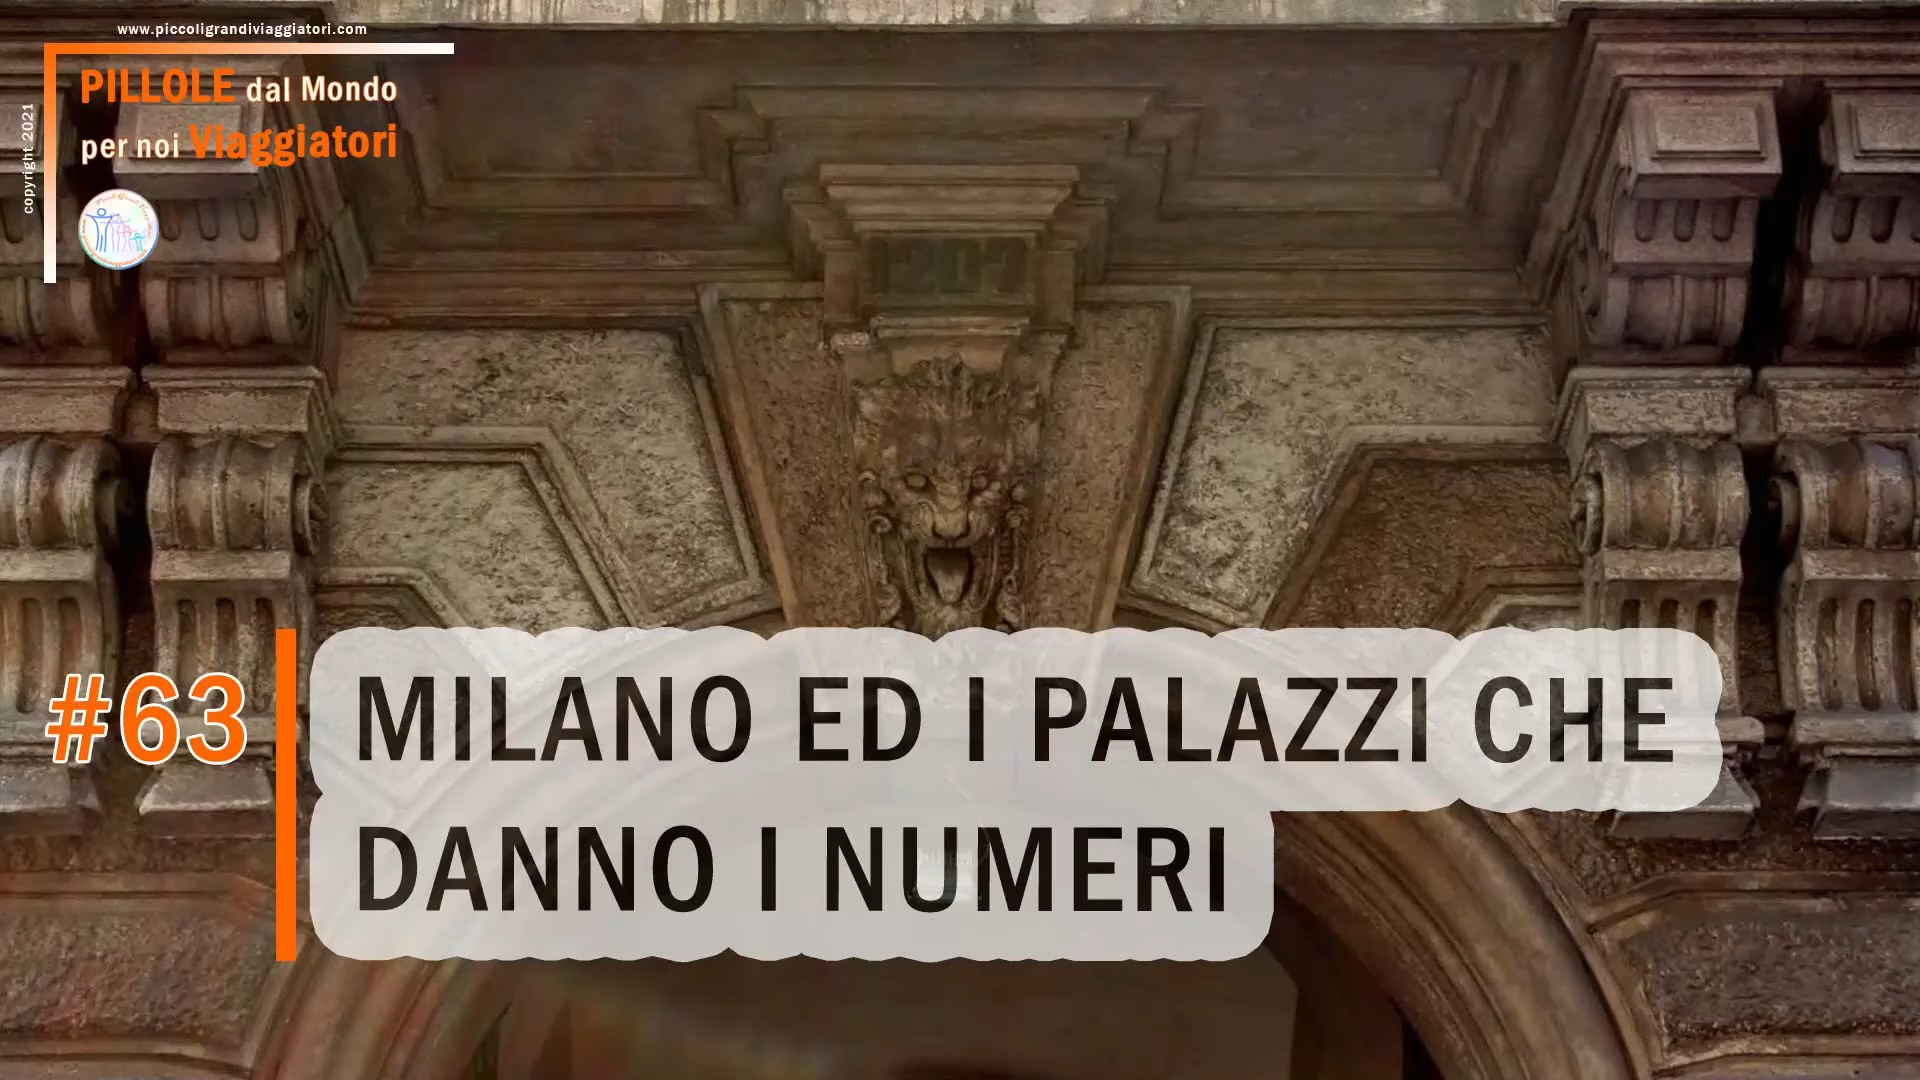 www.piccoligrandiviaggiatori.com
PILLOLE dal Mondo
per noi Viaggiatori
copyright 2021
#63
MILANO ED I PALAZZI CHE
DANNO I NUMERI